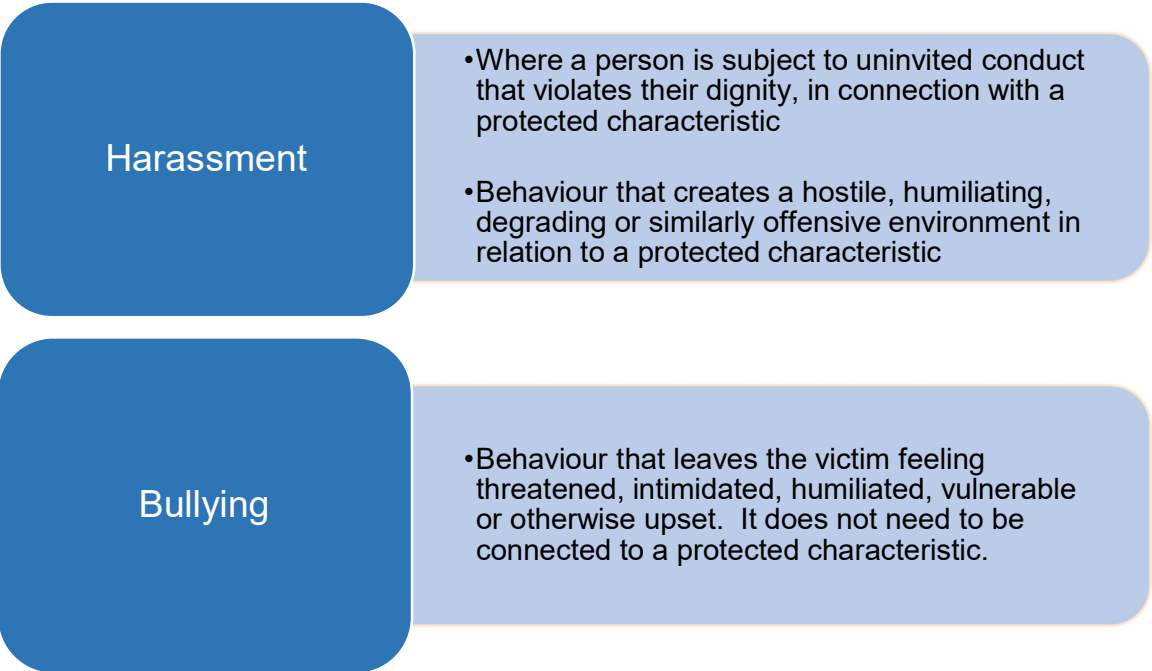 Harassment
•Where a person is subject to uninvited conduct
that violates their dignity, in connection with a
protected characteristic
•Behaviour that creates a hostile, humiliating,
degrading or similarly offensive environment in
relation to a protected characteristic
Bullying
•Behaviour that leaves the victim feeling
threatened, intimidated, humiliated, vulnerable
or otherwise upset.  It does not need to be
connected to a protected characteristic.